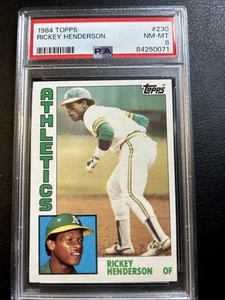 1984 TOPPS #230
RICKEY HENDERSON NM-MT
8
PSA 84250071
Topps
ATHLETICS
A's
RICKEY
HENDERSON OF